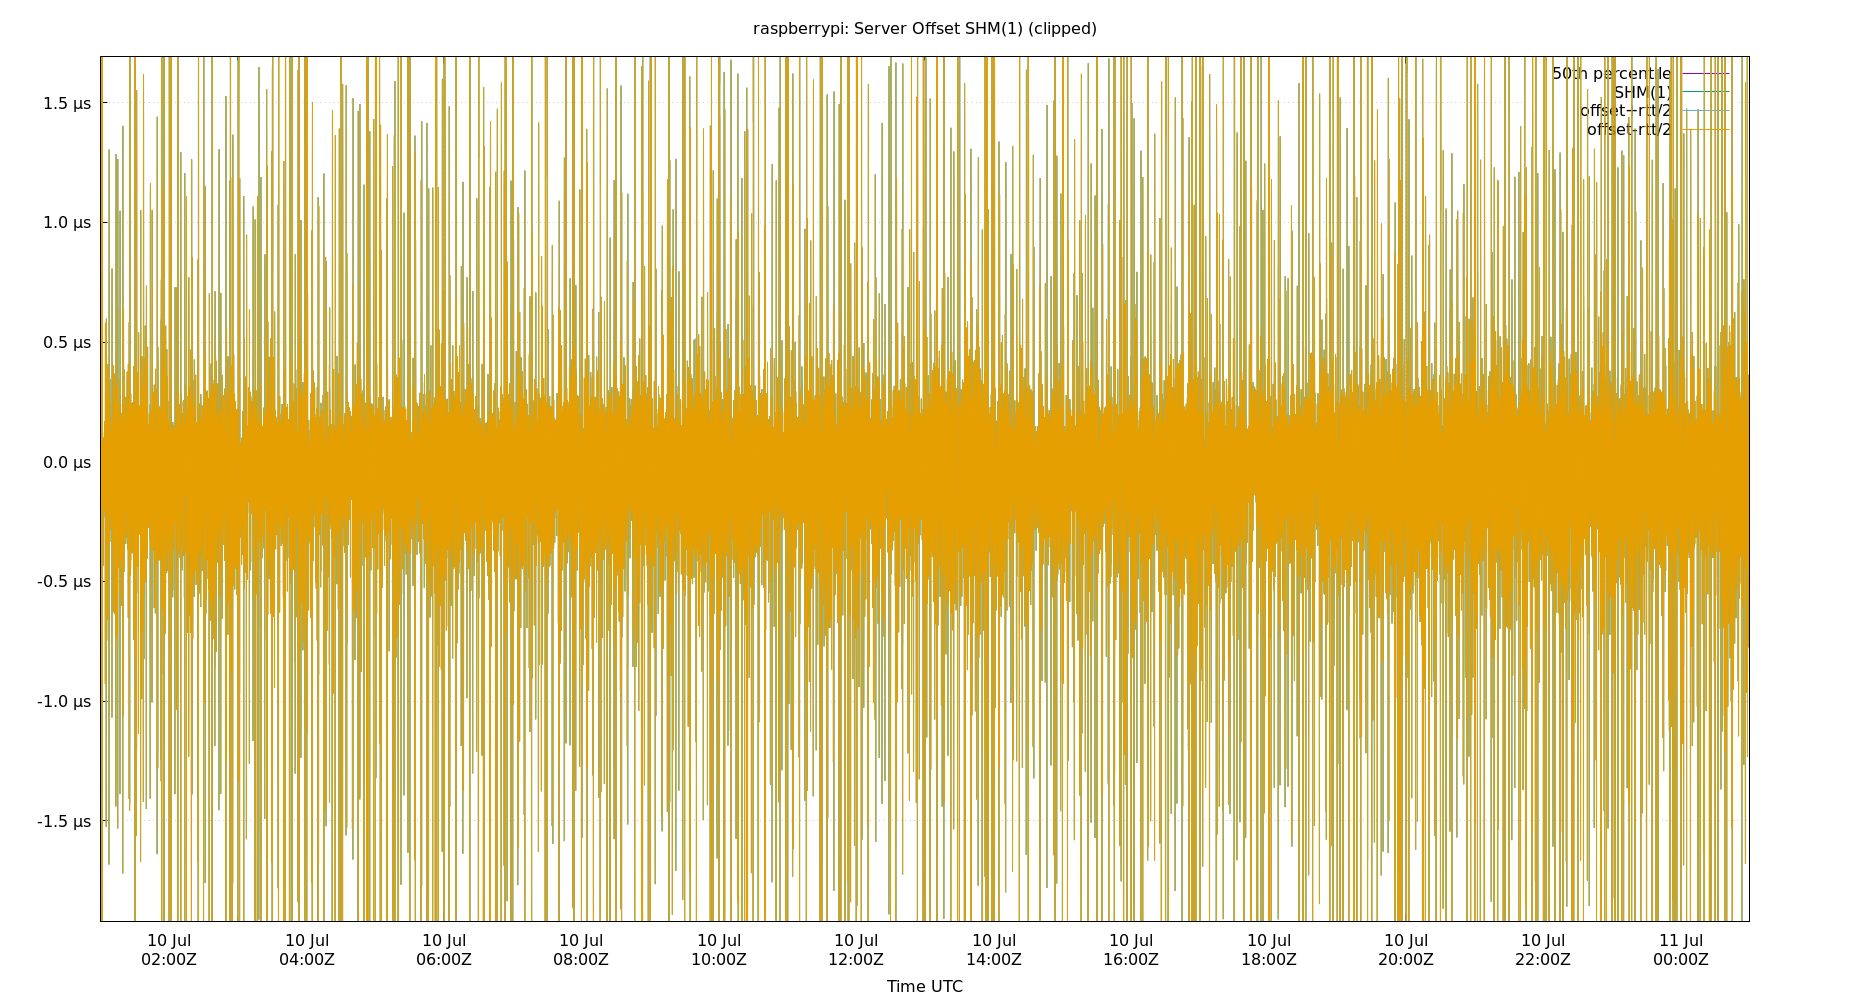 raspberrypi: Server Offset SHM(1) (clipped)
50th percentile
SHM(1)
offset--rtt/2
offset-rtt/2
1.5 µs
1.0 µs
0.5 µs
0.0 µs
-0.5 µs
-1.0 µs
-1.5 µs
10 Jul 10 Jul 10 Jul 10 Jul 10 Jul 10 Jul 10 Jul 10 Jul 10 Jul 10 Jul 10 Jul 11 Jul
02:00Z 04:00Z 06:00Z 08:00Z 10:00Z 12:00Z 14:00Z 16:00Z 18:00Z 20:00Z 22:00Z 00:00Z
Time UTC